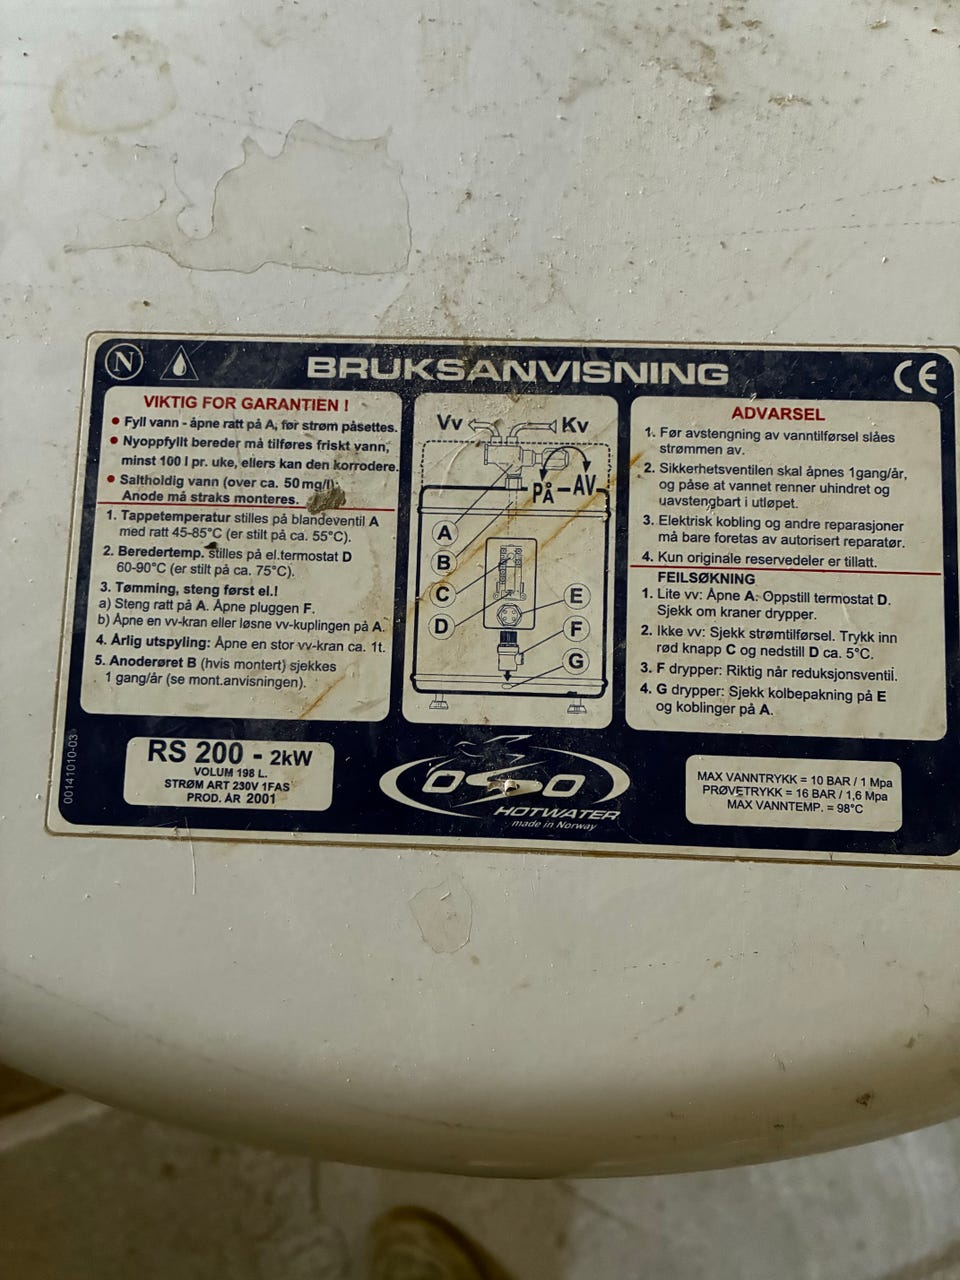 N
BRUKSANVISNING
CE
VIKTIG FOR GARANTIEN !
• Fyll vann - åpne ratt på A, før strøm påsettes.
• Nyoppfylt bereder må tilføres friskt vann,
minst 100 l pr. uke, ellers kan den korrodere.
• Saltholdig vann (over ca. 50 mg/l):
Anode må straks monteres.
1. Tappetemperatur stilles på blandeventil A
med ratt 45-85°C (er stilt på ca. 55°C).
2. Beredertemp. stilles på el.termostat D
60-90°C (er stilt på ca. 75°C).
3. Tømming, steng først el.!
a) Steng ratt på A. Åpne pluggen F.
b) Åpne en vv-kran eller løsne vv-kuplingen på A.
4. Årlig utspyling: Åpne en stor vv-kran ca. 1t.
5. Anoderøret B (hvis montert) sjekkes
1 gang/år (se mont.anvisningen).
Vv
Kv
PÅ – AV
A
B
C
D
E
F
G
ADVARSEL
1. Før avstengning av vanntilførsel slåes
strømmen av.
2. Sikkerhetsventilen skal åpnes 1gang/år,
og påse at vannet renner uhindret og
uavstengbart i utløpet.
3. Elektrisk kobling og andre reparasjoner
må bare foretas av autorisert reparatør.
4. Kun originale reservedeler er tillatt.
FEILSØKNING
1. Lite vv: Åpne A. Oppstill termostat D.
Sjekk om kraner drypper.
2. Ikke vv: Sjekk strømtilførsel. Trykk inn
rød knapp C og nedstill D ca. 5°C.
3. F drypper: Riktig når reduksjonsventil.
4. G drypper: Sjekk kolbepakning på E
og koblinger på A.
00141010-03
RS 200 - 2kW
VOLUM 198 L.
STRØM ART 230V 1FAS
PROD. ÅR 2001
OSO
HOTWATER
made in Norway
MAX VANNTRYKK = 10 BAR / 1 Mpa
PRØVETRYKK = 16 BAR / 1,6 Mpa
MAX VANNTEMP. = 98°C